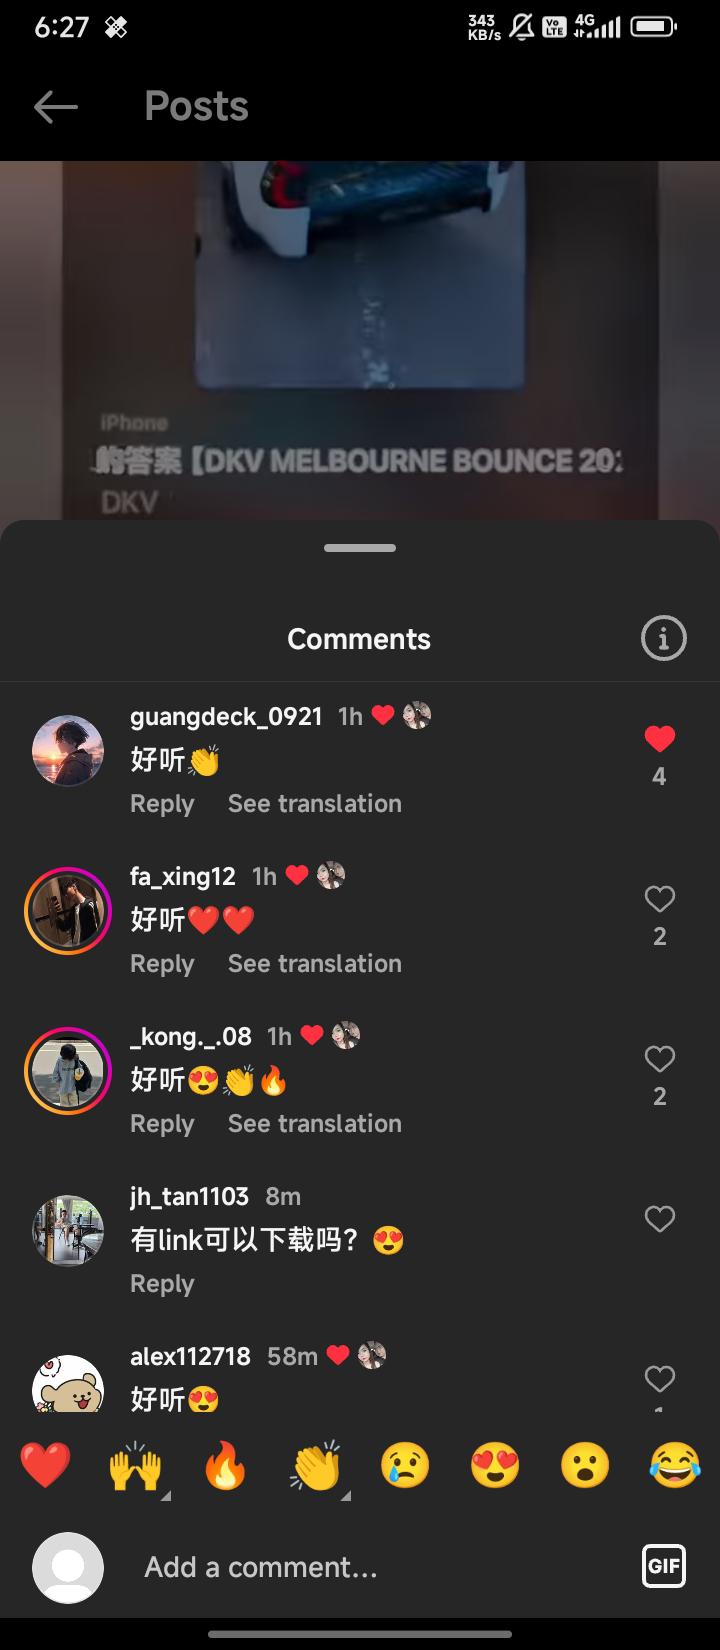 6:27
343
KB/s
Vo
LTE
4G
Posts
iPhone
的答案【DKV MELBOURNE BOUNCE 20
DKV
Comments
guangdeck_0921 1h ❤
好听👏
4
Reply See translation
fa_xing12 1h ❤
好听❤️❤️
2
Reply See translation
_kong._.08 1h ❤
好听😍👏🔥
2
Reply See translation
jh_tan1103 8m
有link可以下载吗？😍
Reply
alex112718 58m ❤
好听😍
❤️🙌🔥👏😢😍😮😂
Add a comment...
GIF